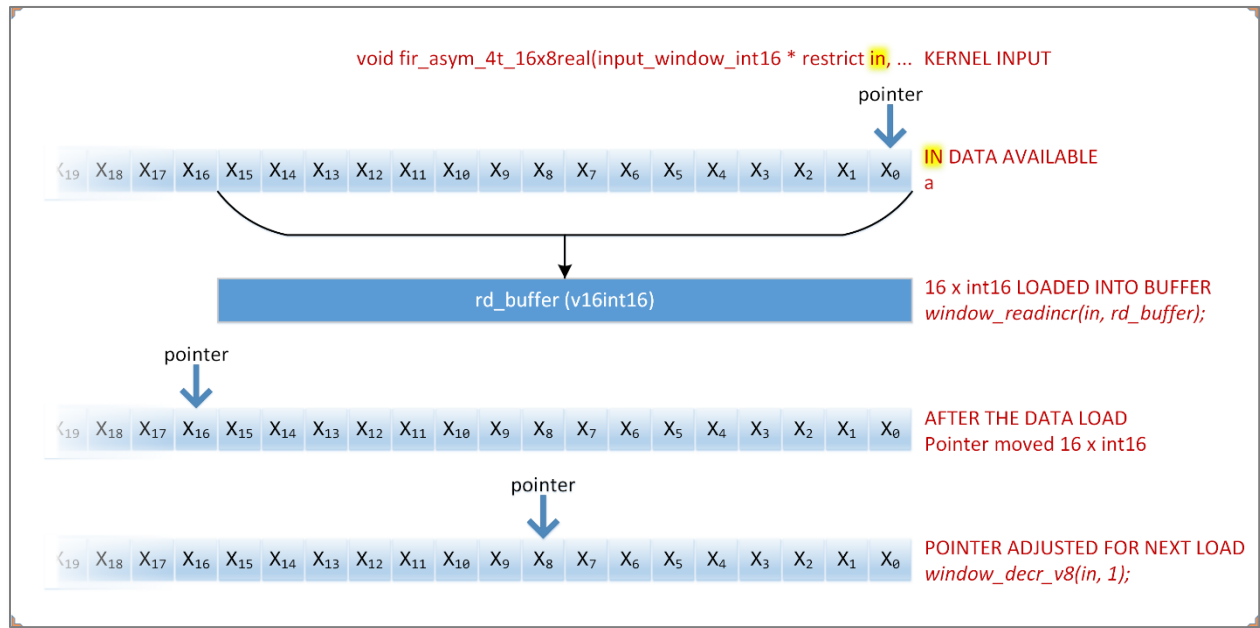 void fir_asym_4t_16x8real(input_window_int16 * restrict in, ... KERNEL INPUT
pointer
X₁₉ X₁₈ X₁₇ X₁₆ X₁₅ X₁₄ X₁₃ X₁₂ X₁₁ X₁₀ X₉ X₈ X₇ X₆ X₅ X₄ X₃ X₂ X₁ X₀
IN DATA AVAILABLE
a
rd_buffer (v16int16)
16 x int16 LOADED INTO BUFFER
window_readincr(in, rd_buffer);
pointer
X₁₉ X₁₈ X₁₇ X₁₆ X₁₅ X₁₄ X₁₃ X₁₂ X₁₁ X₁₀ X₉ X₈ X₇ X₆ X₅ X₄ X₃ X₂ X₁ X₀
AFTER THE DATA LOAD
Pointer moved 16 x int16
pointer
X₁₉ X₁₈ X₁₇ X₁₆ X₁₅ X₁₄ X₁₃ X₁₂ X₁₁ X₁₀ X₉ X₈ X₇ X₆ X₅ X₄ X₃ X₂ X₁ X₀
POINTER ADJUSTED FOR NEXT LOAD
window_decr_v8(in, 1);